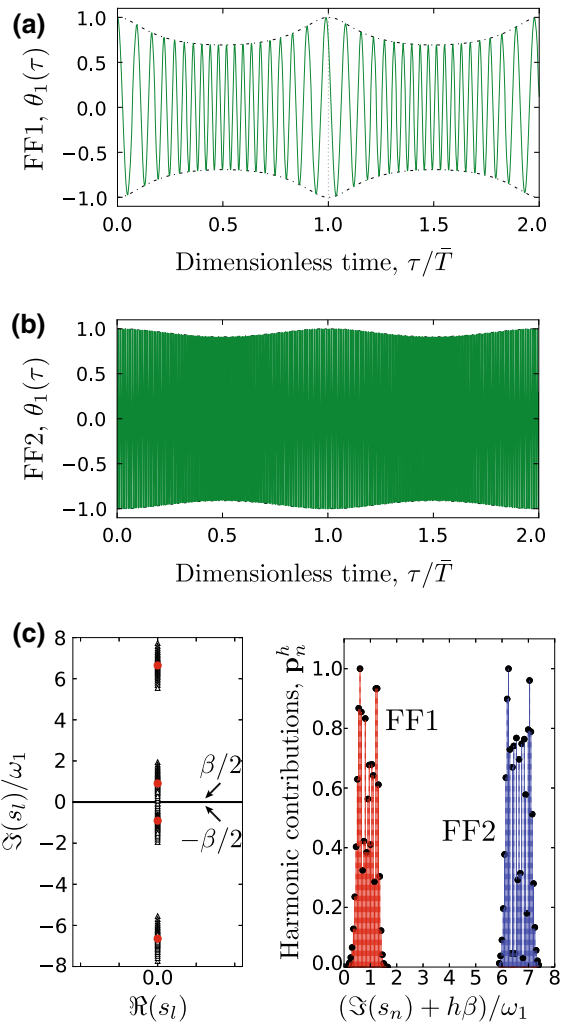 (a)
FF1, θ₁(τ)
1.0
0.5
0.0
−0.5
−1.0
0.0 0.5 1.0 1.5 2.0
Dimensionless time, τ/T̄
(b)
FF2, θ₁(τ)
1.0
0.5
0.0
−0.5
−1.0
0.0 0.5 1.0 1.5 2.0
Dimensionless time, τ/T̄
(c)
ℑ(s_l)/ω₁
8
6
4
2
0
−2
−4
−6
−8
β/2
−β/2
0.0
ℜ(s_l)
Harmonic contributions, p_n^h
1.0
0.8
0.6
0.4
0.2
0.0
FF1
FF2
0 1 2 3 4 5 6 7 8
(ℑ(s_n) + hβ)/ω₁